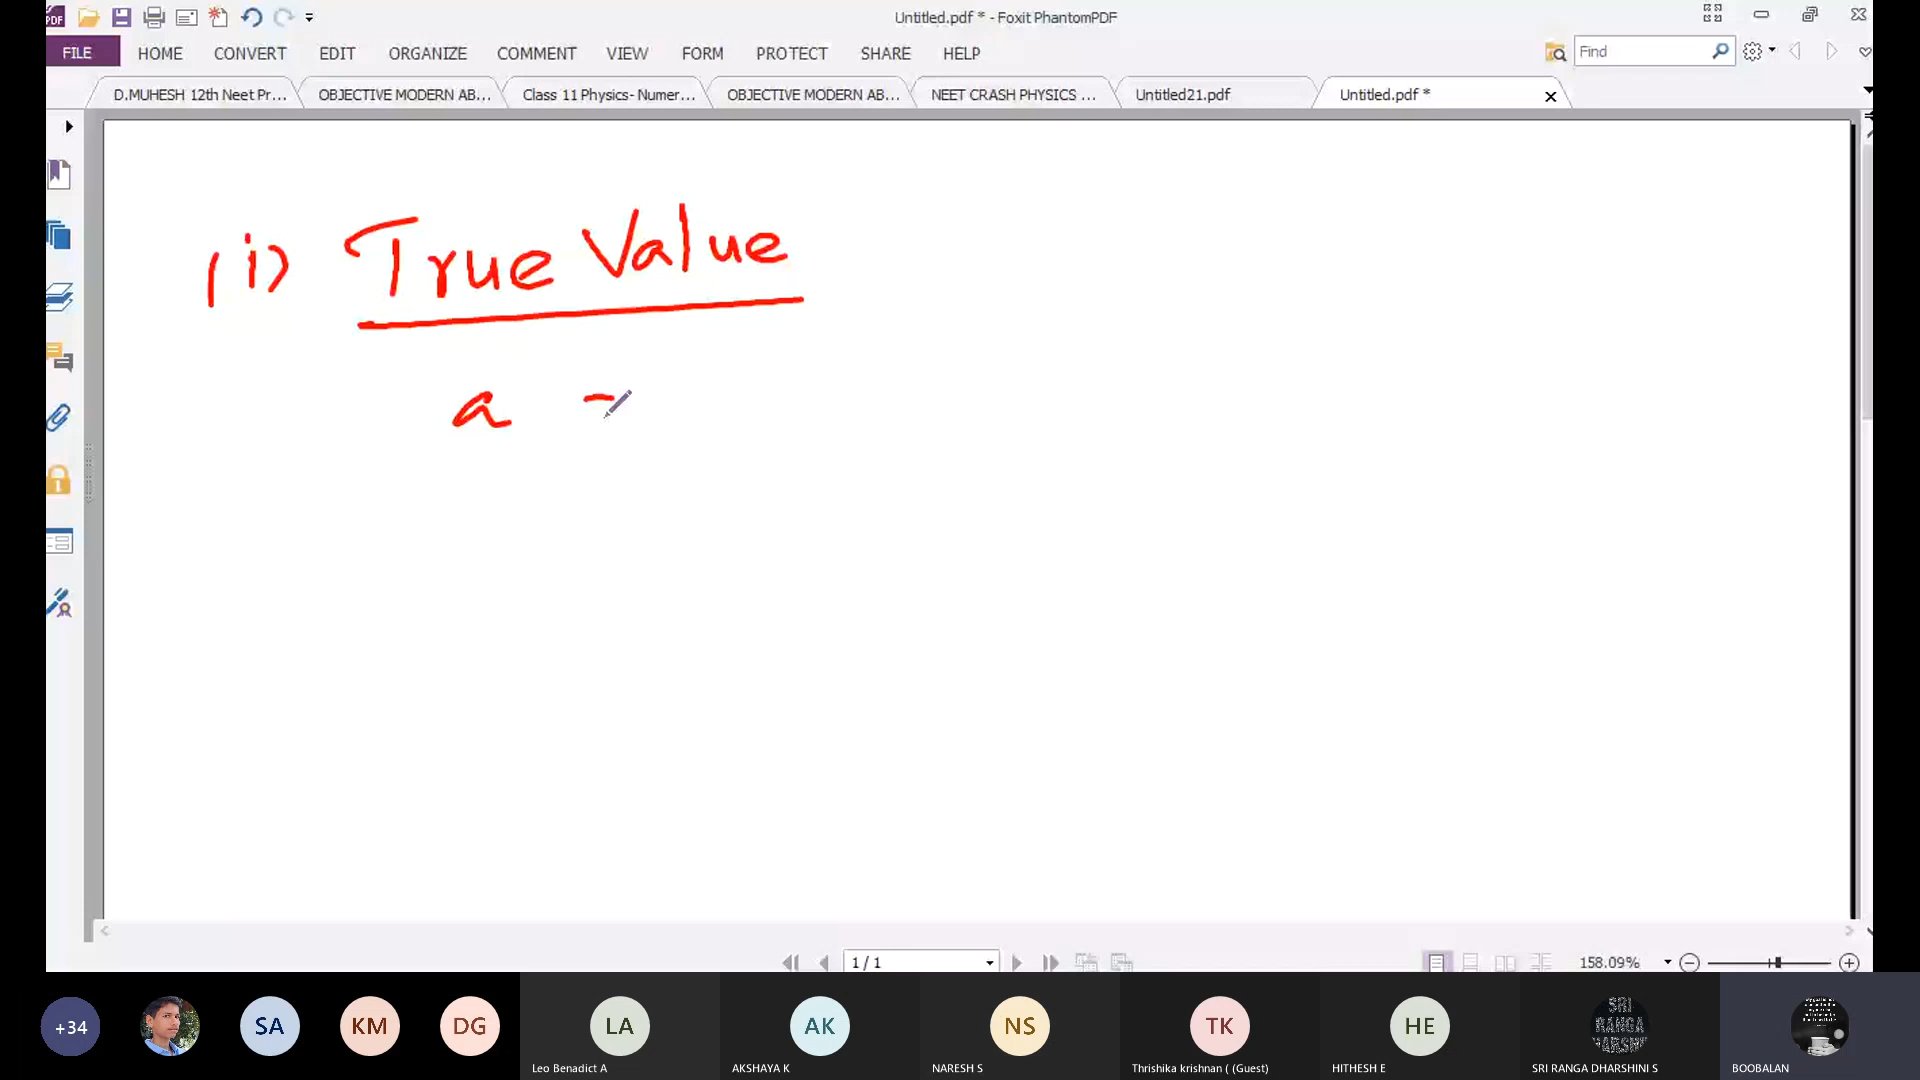 Untitled.pdf * - Foxit PhantomPDF
FILE HOME CONVERT EDIT ORGANIZE COMMENT VIEW FORM PROTECT SHARE HELP Find
D.MUHESH 12th Neet Pr... OBJECTIVE MODERN AB... Class 11 Physics- Numer... OBJECTIVE MODERN AB... NEET CRASH PHYSICS ... Untitled21.pdf Untitled.pdf *
(i) True Value
a
1 / 1 158.09%
+34 SA KM DG LA AK NS TK HE SRI RANGA
Leo Benadict A AKSHAYA K NARESH S Thrishika krishnan ( (Guest) HITHESH E SRI RANGA DHARSHINI S BOOBALAN